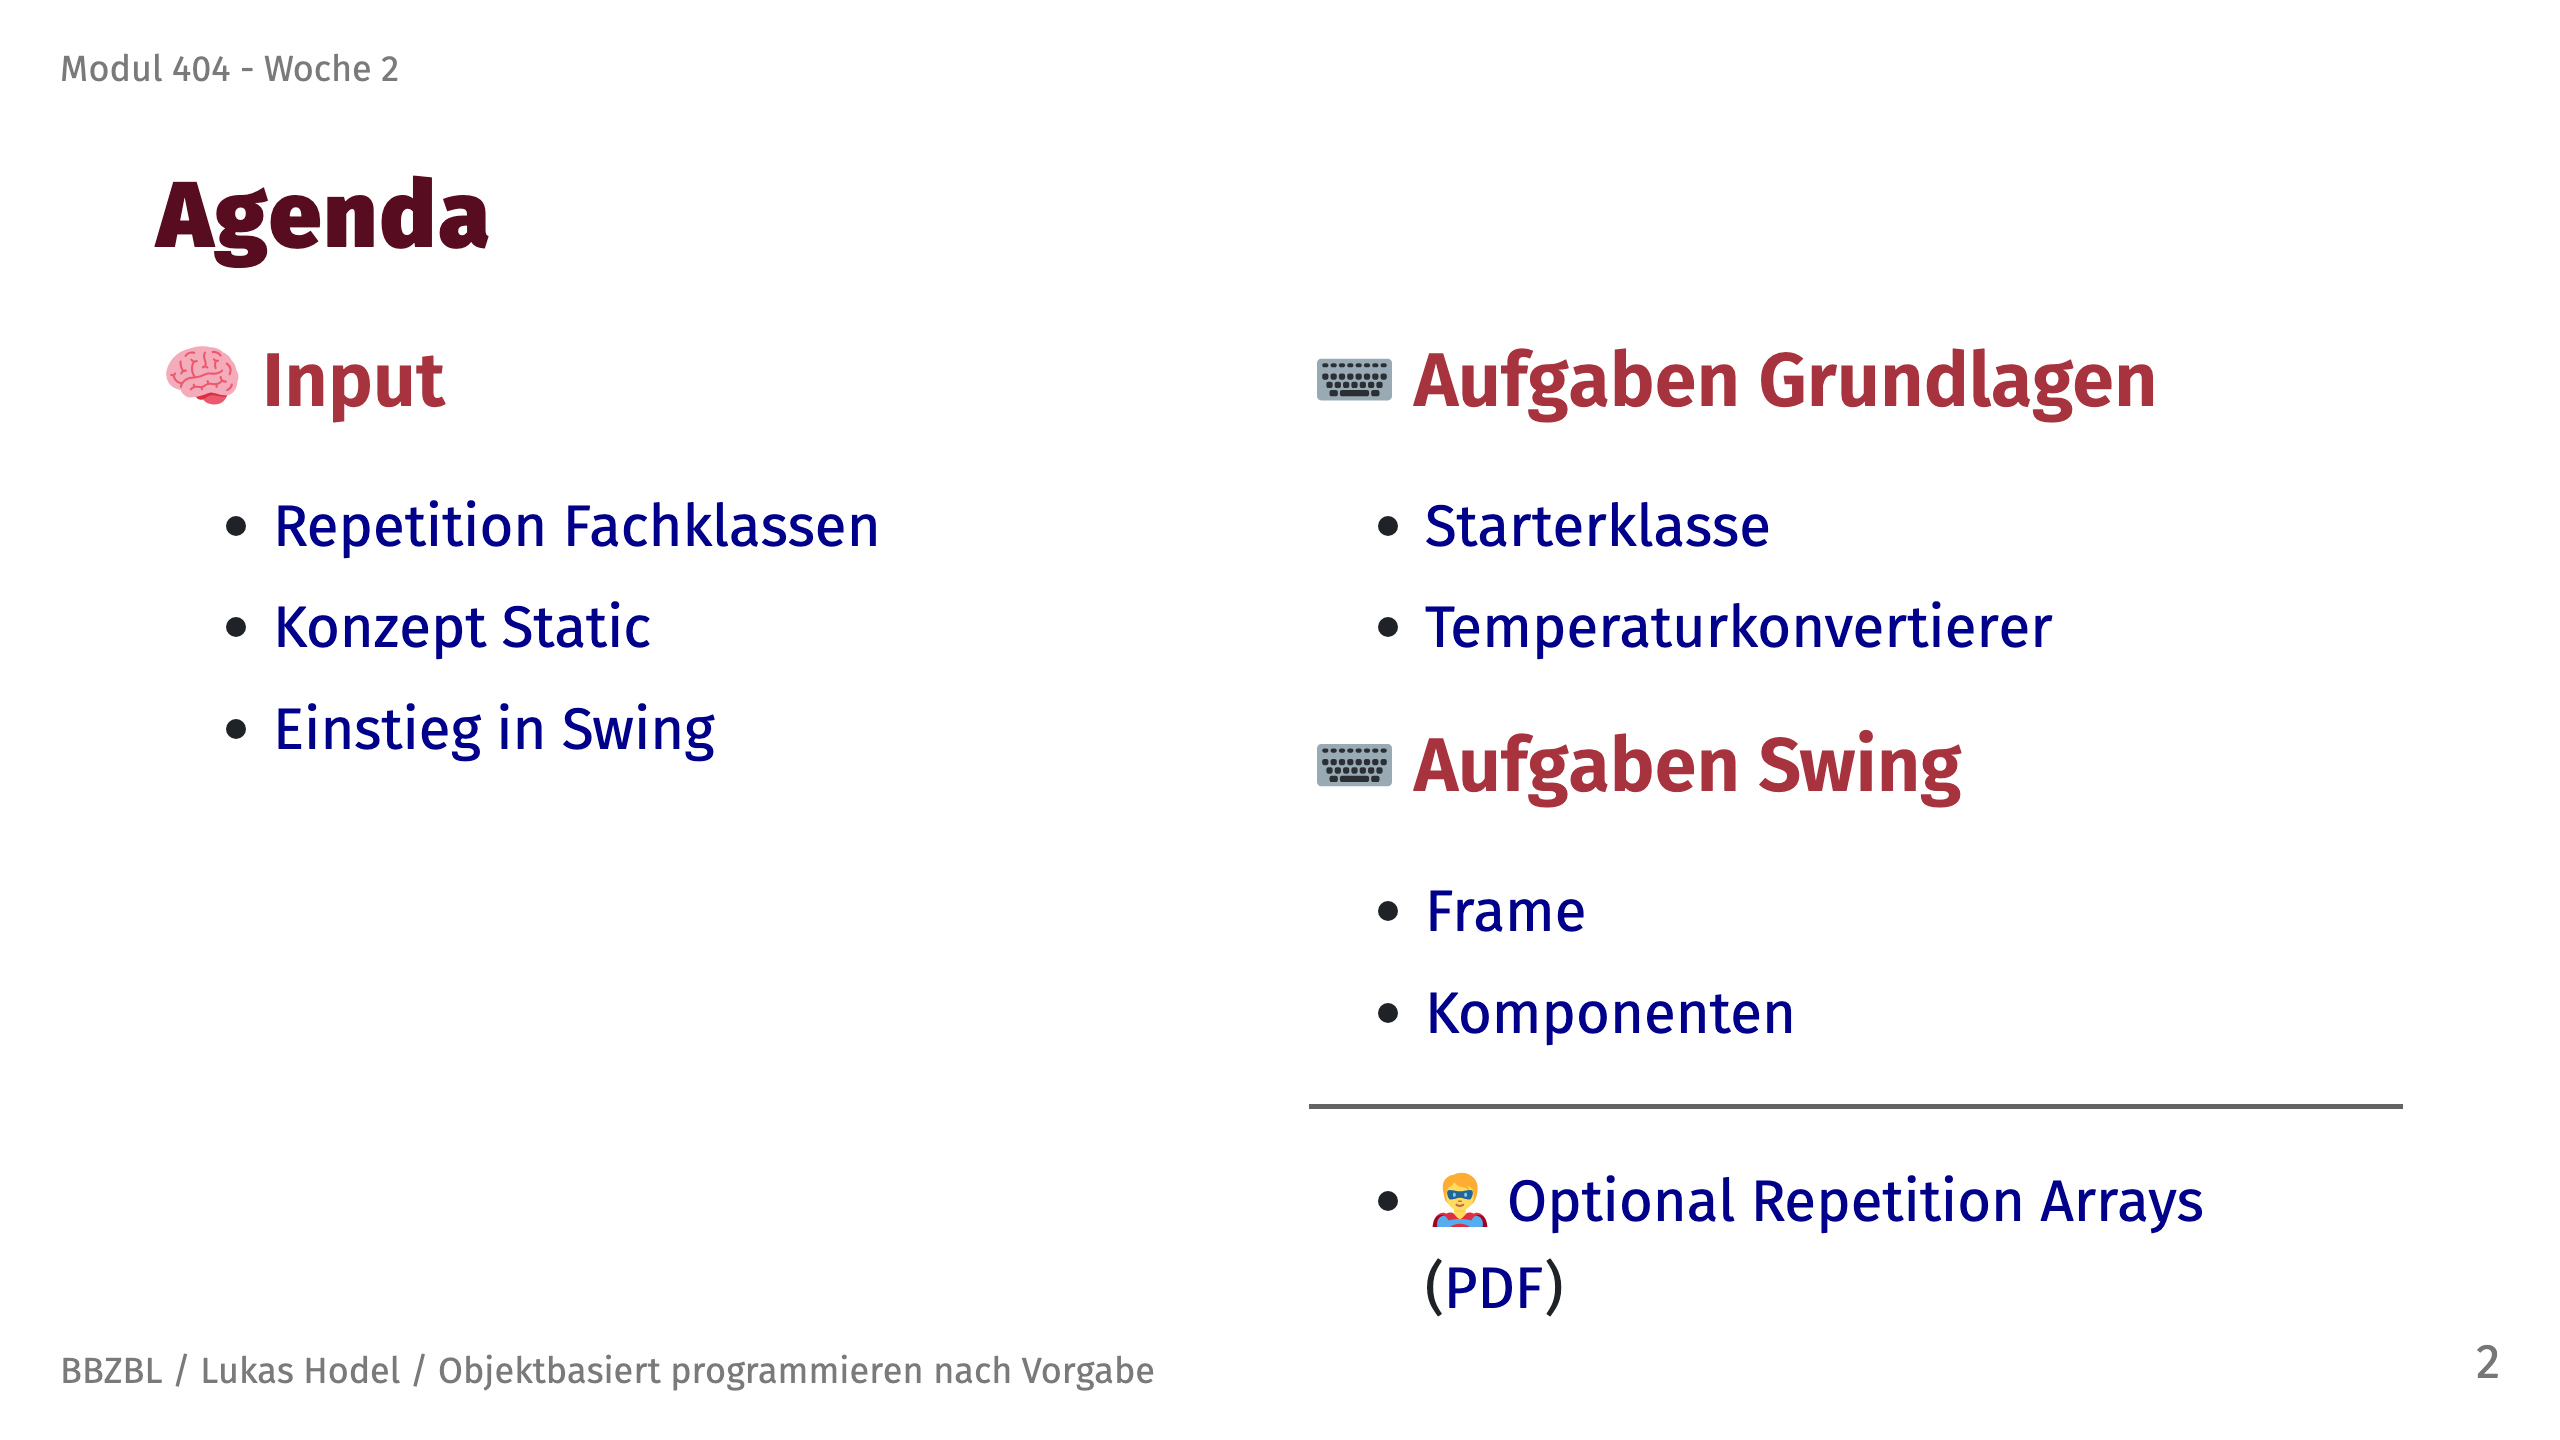 Modul 404 - Woche 2
Agenda
🧠 Input
• Repetition Fachklassen
• Konzept Static
• Einstieg in Swing
⌨️ Aufgaben Grundlagen
• Starterklasse
• Temperaturkonvertierer
⌨️ Aufgaben Swing
• Frame
• Komponenten
• 🦸‍♂️ Optional Repetition Arrays
(PDF)
BBZBL / Lukas Hodel / Objektbasiert programmieren nach Vorgabe
2